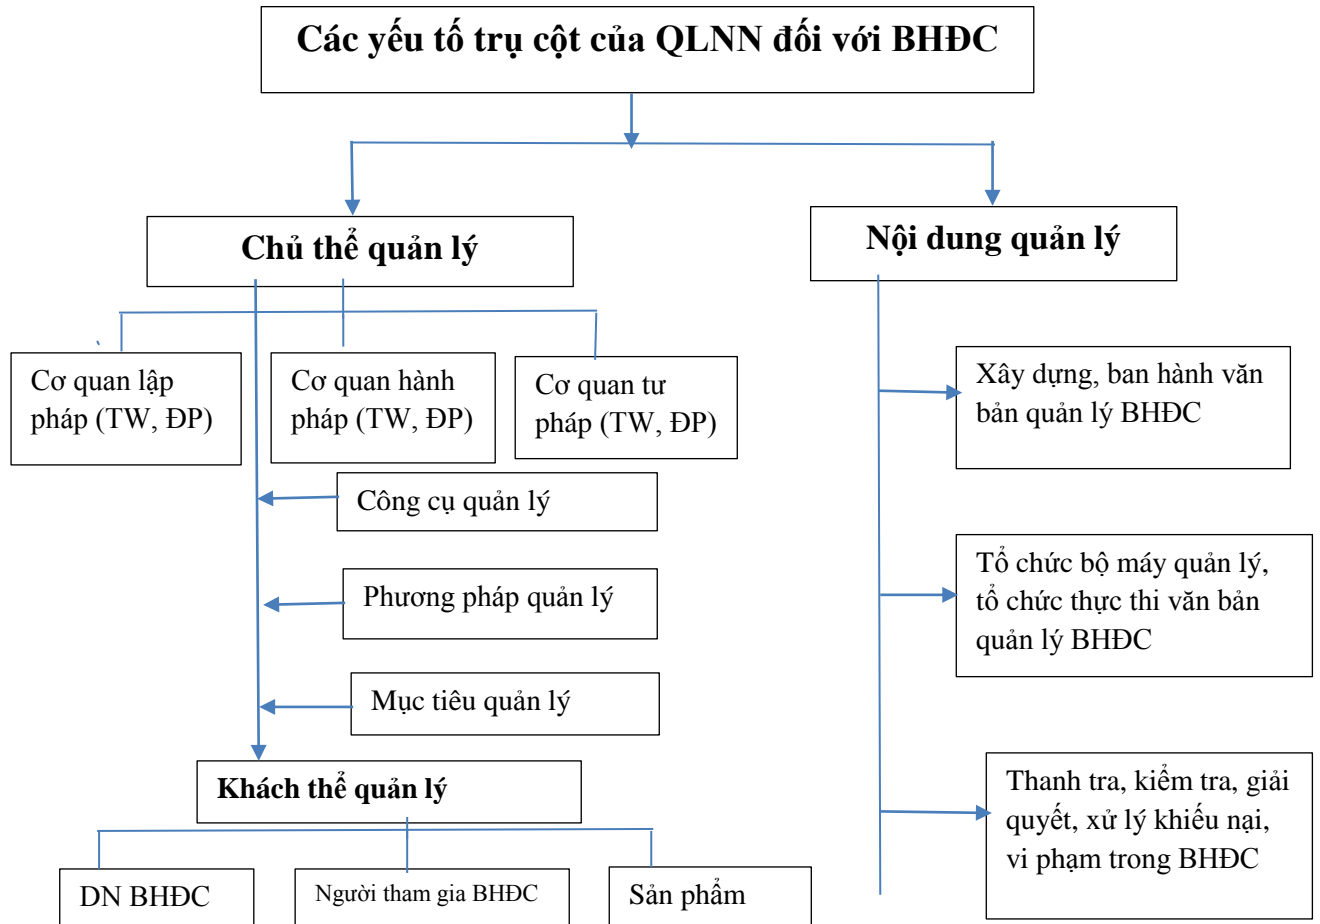 Các yếu tố trụ cột của QLNN đối với BHĐC
Chủ thể quản lý
Nội dung quản lý
Cơ quan lập
pháp (TW, ĐP)
Cơ quan hành
pháp (TW, ĐP)
Cơ quan tư
pháp (TW, ĐP)
Công cụ quản lý
Phương pháp quản lý
Mục tiêu quản lý
Khách thể quản lý
DN BHĐC
Người tham gia BHĐC
Sản phẩm
Xây dựng, ban hành văn
bản quản lý BHĐC
Tổ chức bộ máy quản lý,
tổ chức thực thi văn bản
quản lý BHĐC
Thanh tra, kiểm tra, giải
quyết, xử lý khiếu nại,
vi phạm trong BHĐC